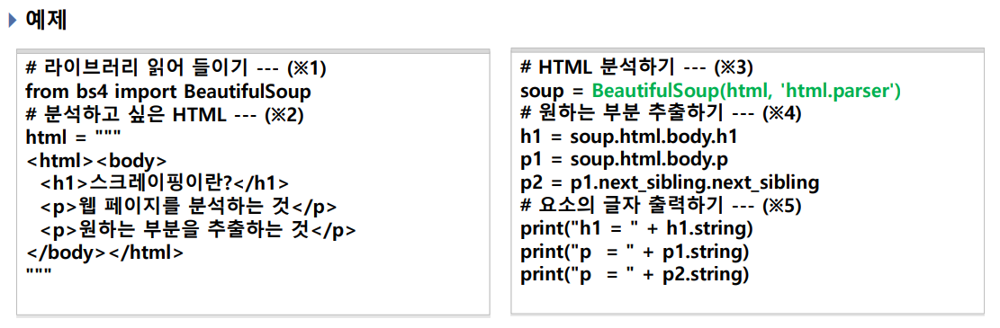 예제
# 라이브러리 읽어 들이기 --- (※1)
from bs4 import BeautifulSoup
# 분석하고 싶은 HTML --- (※2)
html = """
<html><body>
  <h1>스크레이핑이란?</h1>
  <p>웹 페이지를 분석하는 것</p>
  <p>원하는 부분을 추출하는 것</p>
</body></html>
"""
# HTML 분석하기 --- (※3)
soup = BeautifulSoup(html, 'html.parser')
# 원하는 부분 추출하기 --- (※4)
h1 = soup.html.body.h1
p1 = soup.html.body.p
p2 = p1.next_sibling.next_sibling
# 요소의 글자 출력하기 --- (※5)
print("h1 = " + h1.string)
print("p  = " + p1.string)
print("p  = " + p2.string)